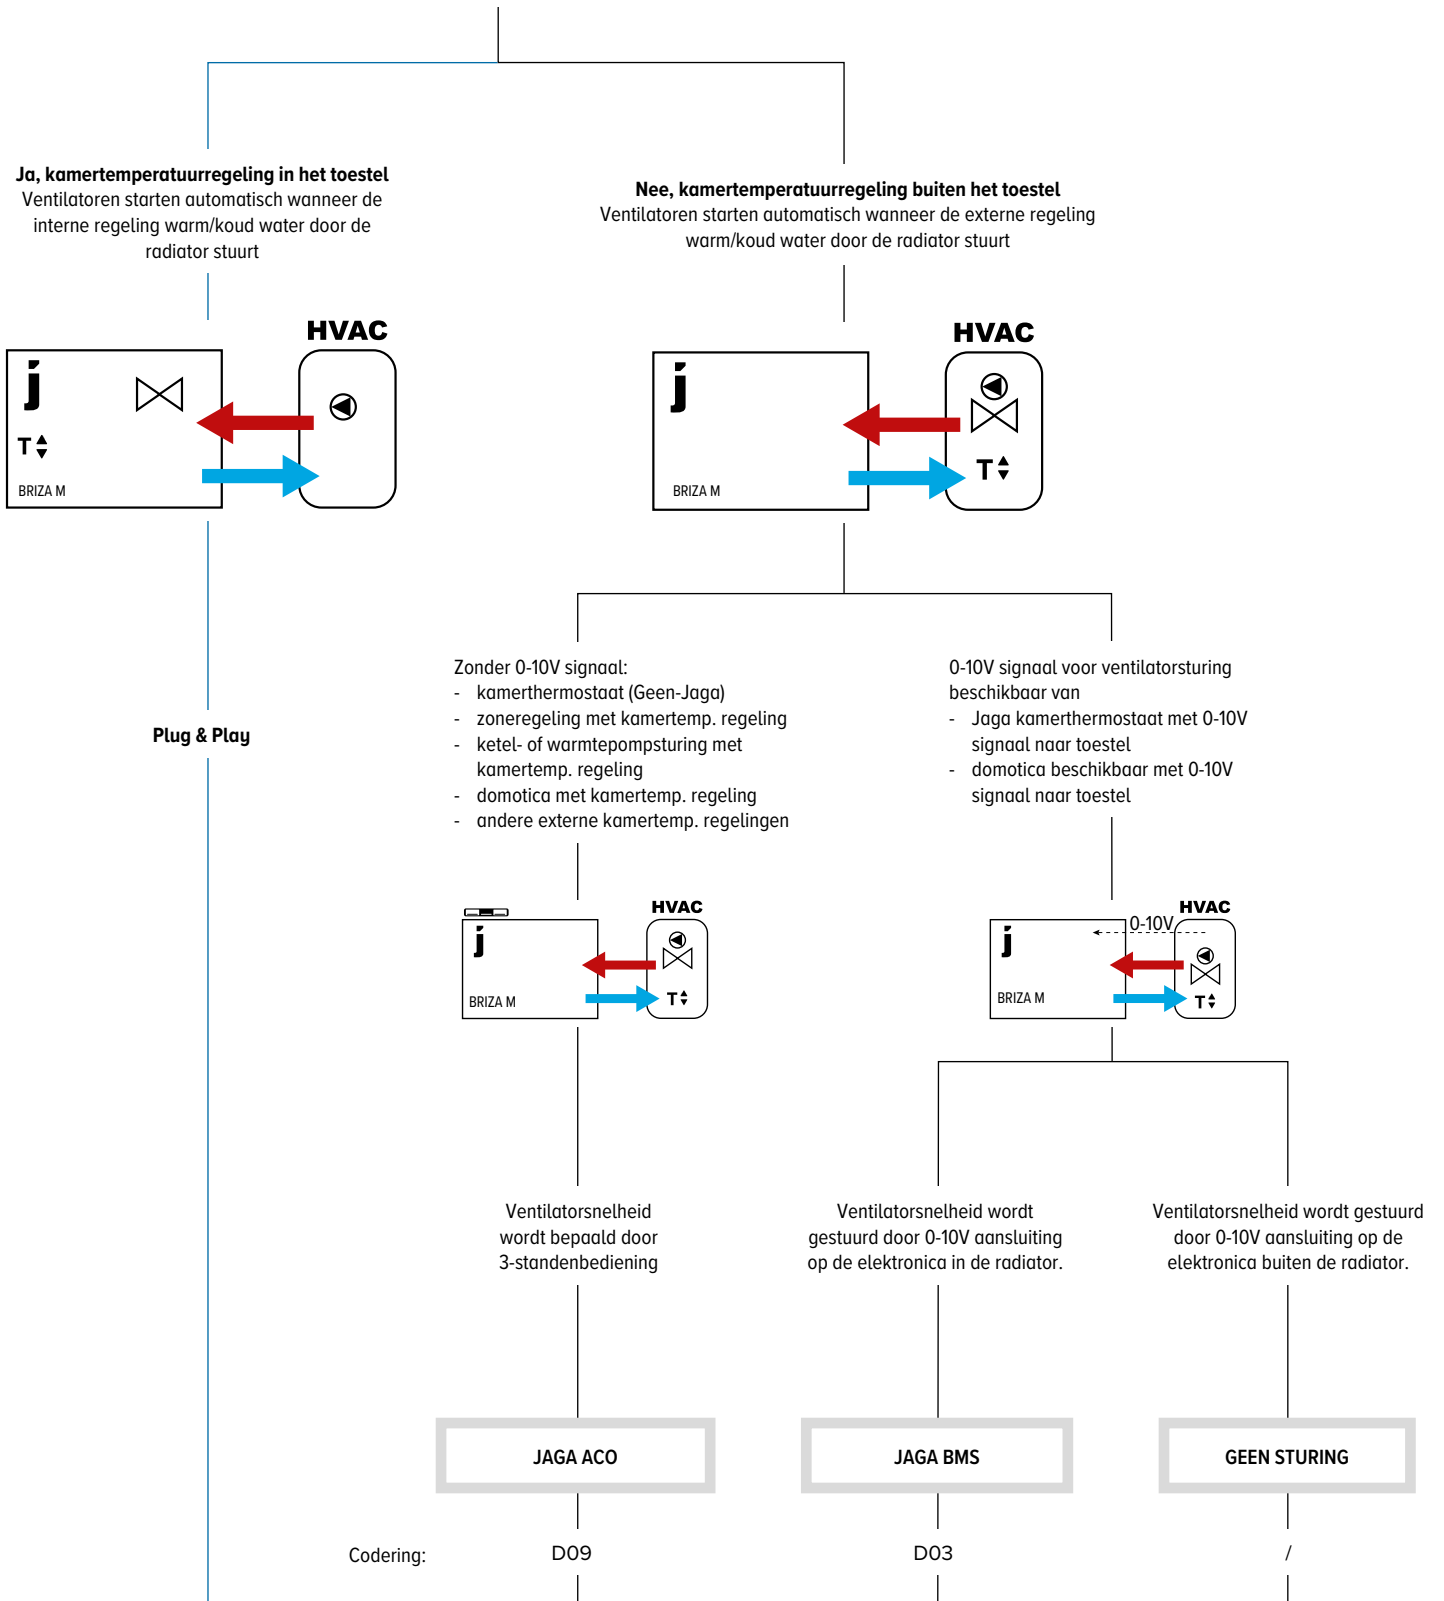 Ja, kamertemperatuurregeling in het toestel
Ventilatoren starten automatisch wanneer de
interne regeling warm/koud water door de
radiator stuurt
Nee, kamertemperatuurregeling buiten het toestel
Ventilatoren starten automatisch wanneer de externe regeling
warm/koud water door de radiator stuurt
HVAC
j
T
BRIZA M
HVAC
j
T
BRIZA M
Plug & Play
Zonder 0-10V signaal:
- kamerthermostaat (Geen-Jaga)
- zoneregeling met kamertemp. regeling
- ketel- of warmtepompsturing met
kamertemp. regeling
- domotica met kamertemp. regeling
- andere externe kamertemp. regelingen
0-10V signaal voor ventilatorsturing
beschikbaar van
- Jaga kamerthermostaat met 0-10V
signaal naar toestel
- domotica beschikbaar met 0-10V
signaal naar toestel
HVAC
j
BRIZA M
T
HVAC
0-10V
j
BRIZA M
T
Ventilatorsnelheid
wordt bepaald door
3-standenbediening
Ventilatorsnelheid wordt
gestuurd door 0-10V aansluiting
op de elektronica in de radiator.
Ventilatorsnelheid wordt gestuurd
door 0-10V aansluiting op de
elektronica buiten de radiator.
JAGA ACO
JAGA BMS
GEEN STURING
Codering:
D09
D03
/